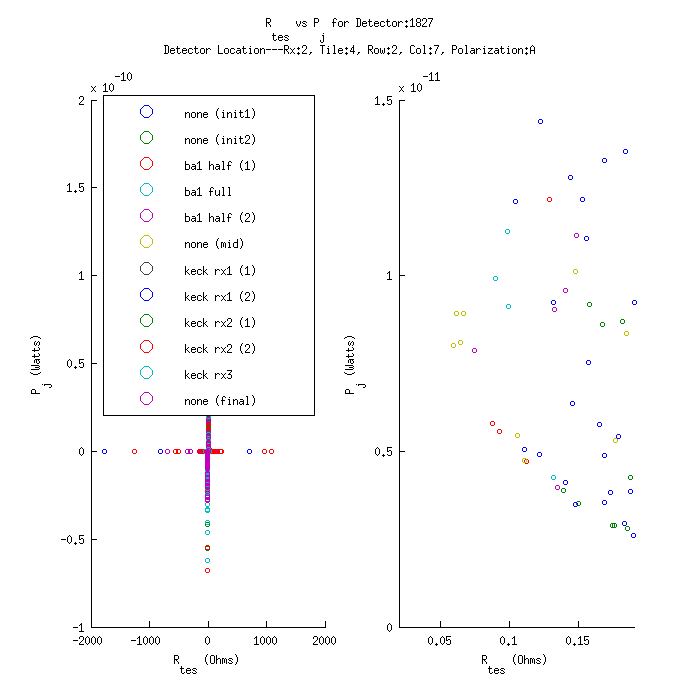 R    vs P  for Detector:1827
tes    j
Detector Location---Rx:2, Tile:4, Row:2, Col:7, Polarization:A
x 10^-10
x 10^-11
2
1.5
1
0.5
0
-0.5
-1
none (init1)
none (init2)
ba1 half (1)
ba1 full
ba1 half (2)
none (mid)
keck rx1 (1)
keck rx1 (2)
keck rx2 (1)
keck rx2 (2)
keck rx3
none (final)
P_j (Watts)
-2000 -1000 0 1000 2000
R_tes (Ohms)
1.5
1
0.5
0
P_j (Watts)
0.05 0.1 0.15
R_tes (Ohms)